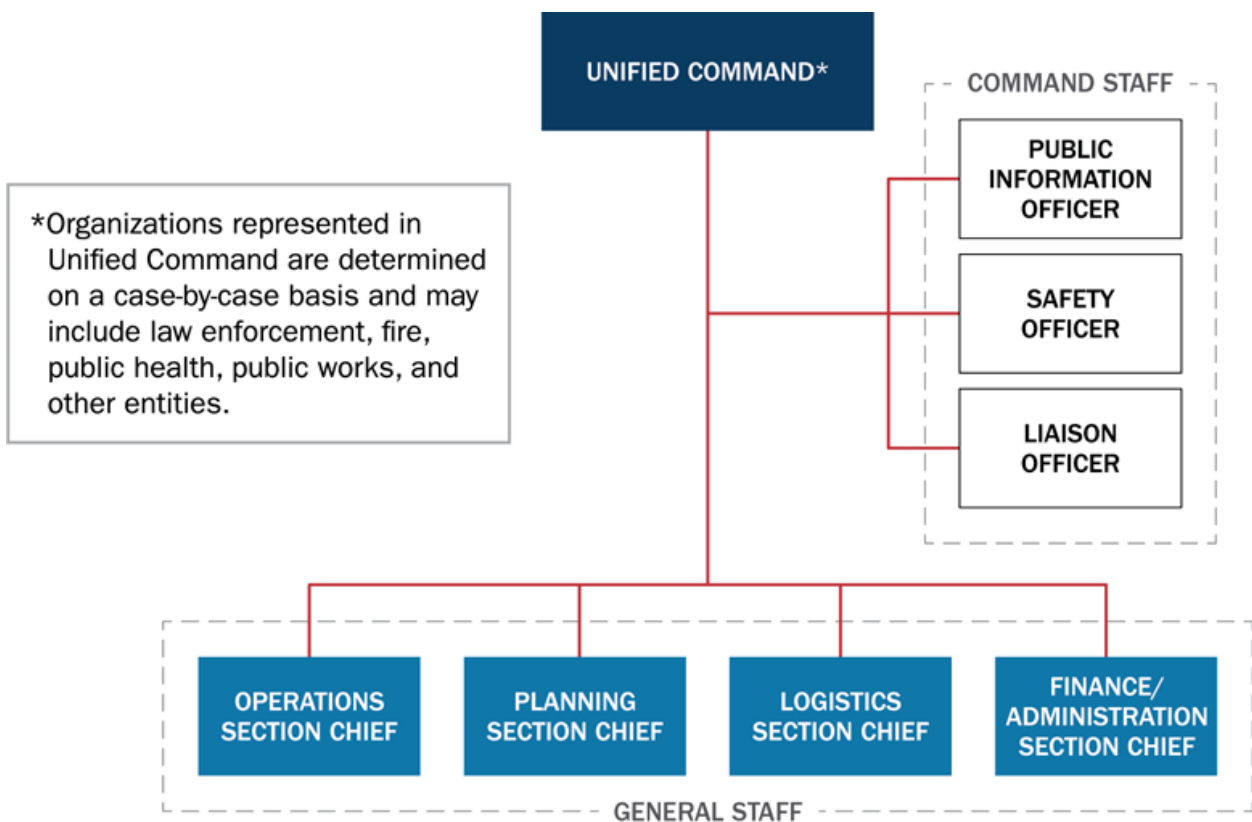 UNIFIED COMMAND*
COMMAND STAFF
PUBLIC
INFORMATION
OFFICER
SAFETY
OFFICER
LIAISON
OFFICER
*Organizations represented in
Unified Command are determined
on a case-by-case basis and may
include law enforcement, fire,
public health, public works, and
other entities.
OPERATIONS
SECTION CHIEF
PLANNING
SECTION CHIEF
LOGISTICS
SECTION CHIEF
FINANCE/
ADMINISTRATION
SECTION CHIEF
GENERAL STAFF